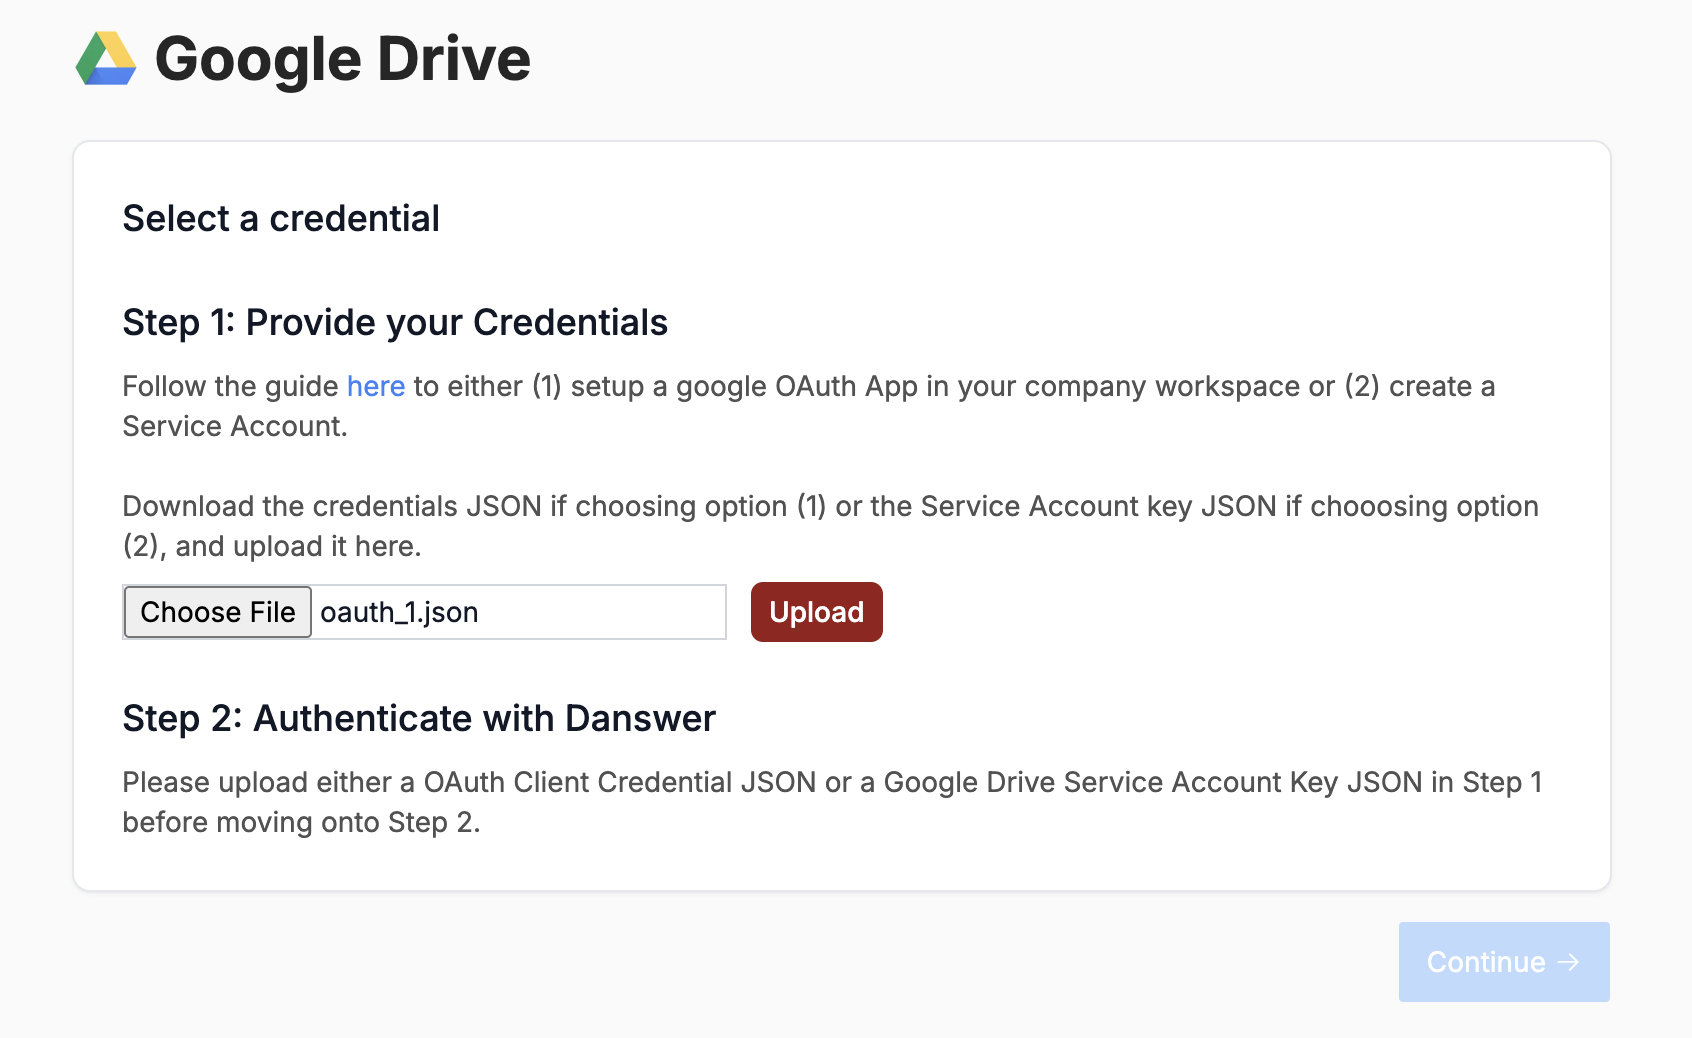 Google Drive
Select a credential
Step 1: Provide your Credentials
Follow the guide here to either (1) setup a google OAuth App in your company workspace or (2) create a
Service Account.
Download the credentials JSON if choosing option (1) or the Service Account key JSON if chooosing option
(2), and upload it here.
Choose File oauth_1.json Upload
Step 2: Authenticate with Danswer
Please upload either a OAuth Client Credential JSON or a Google Drive Service Account Key JSON in Step 1
before moving onto Step 2.
Continue →